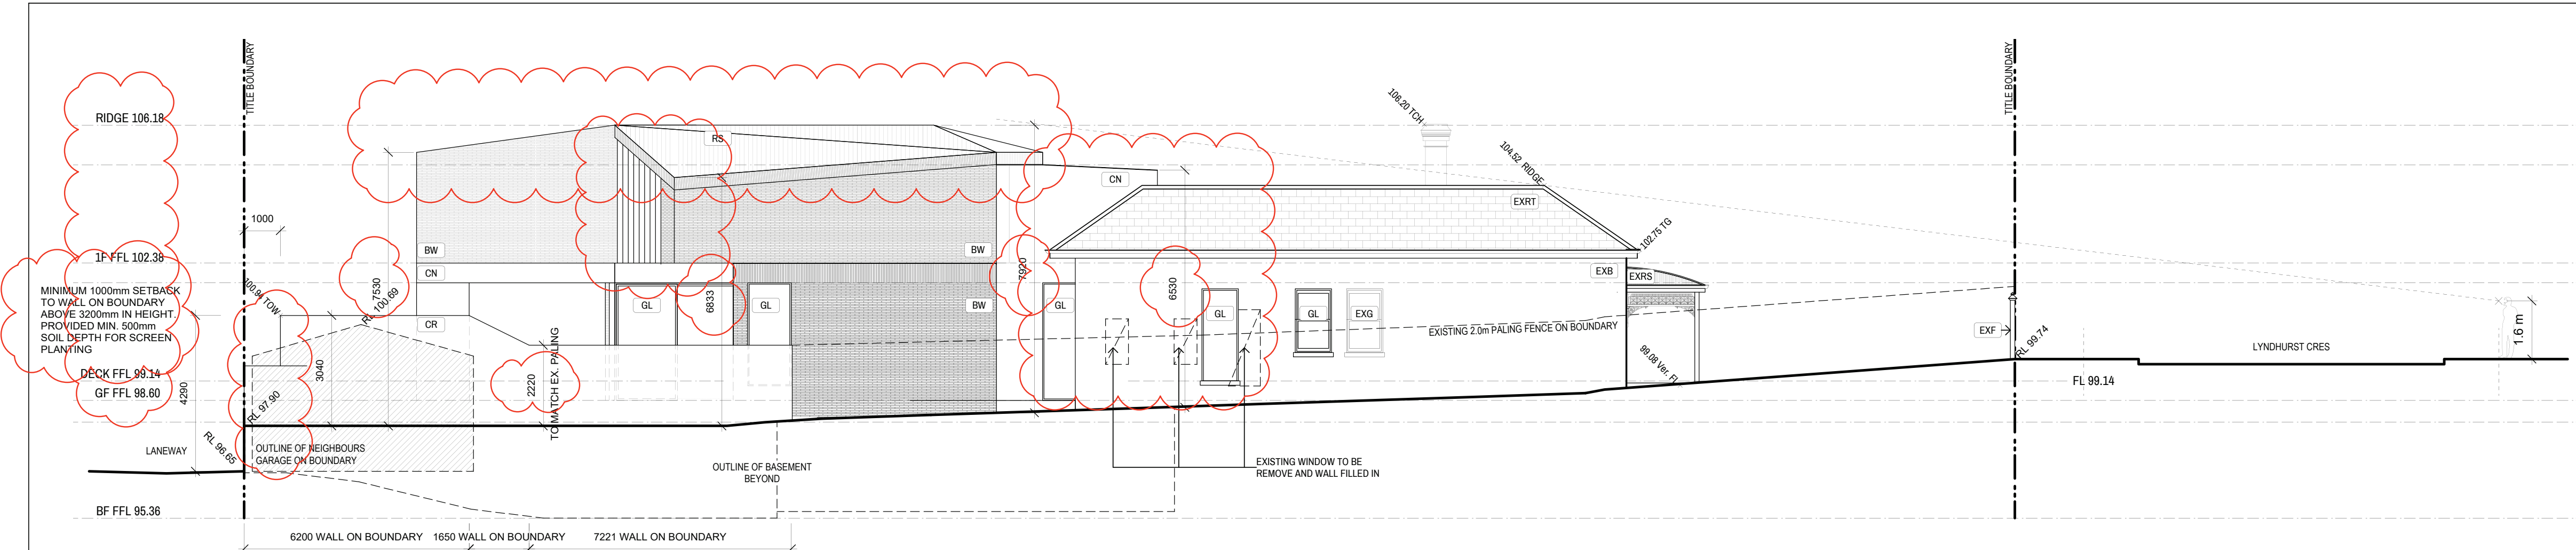 TITLE BOUNDARY
TITLE BOUNDARY
RIDGE 106.18
106.20 TCH
RS
104.52 RIDGE
CN
EXRT
1000
102.75 TG
BW
BW
1F FFL 102.38
CN
EXB
EXRS
MINIMUM 1000mm SETBACK
TO WALL ON BOUNDARY
ABOVE 3200mm IN HEIGHT.
PROVIDED MIN. 500mm
SOIL DEPTH FOR SCREEN
PLANTING
100.84 TOW
7530
RL 100.69
6833
7920
6530
GL
GL
BW
GL
GL
GL
EXG
CR
EXISTING 2.0m PALING FENCE ON BOUNDARY
EXF
RL 99.74
LYNDHURST CRES
1.6 m
DECK FFL 99.14
GF FFL 98.60
4290
3040
2220
TO MATCH EX. PALING
99.08 Ver. Fl.
FL 99.14
RL 97.90
LANEWAY
RL 96.65
OUTLINE OF NEIGHBOURS
GARAGE ON BOUNDARY
OUTLINE OF BASEMENT
BEYOND
EXISTING WINDOW TO BE
REMOVE AND WALL FILLED IN
BF FFL 95.36
6200 WALL ON BOUNDARY
1650 WALL ON BOUNDARY
7221 WALL ON BOUNDARY